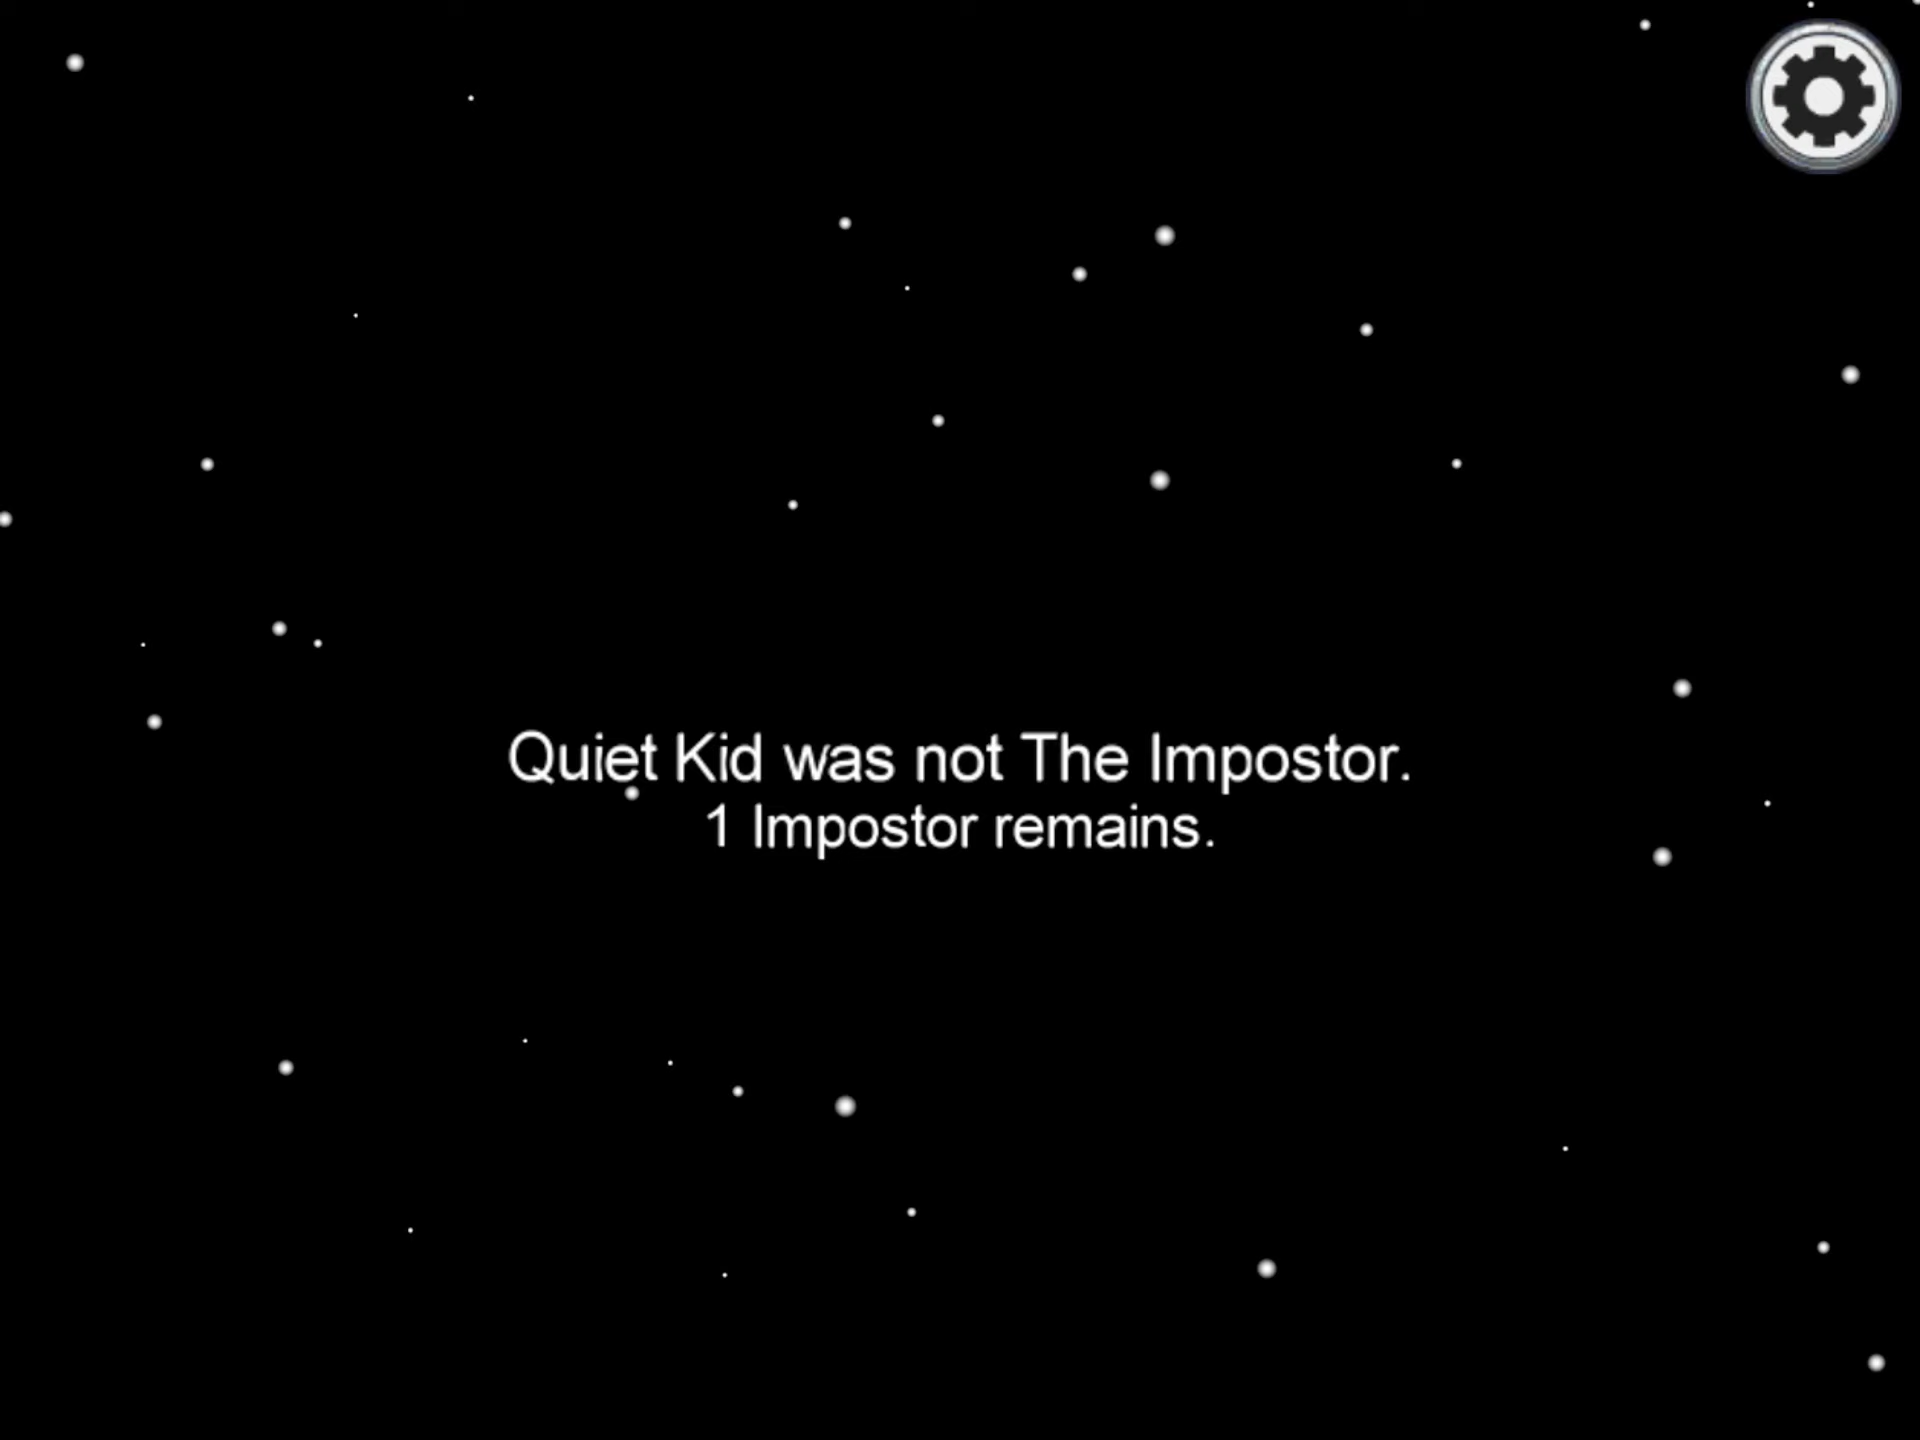 Quiet Kid was not The Impostor.
1 Impostor remains.